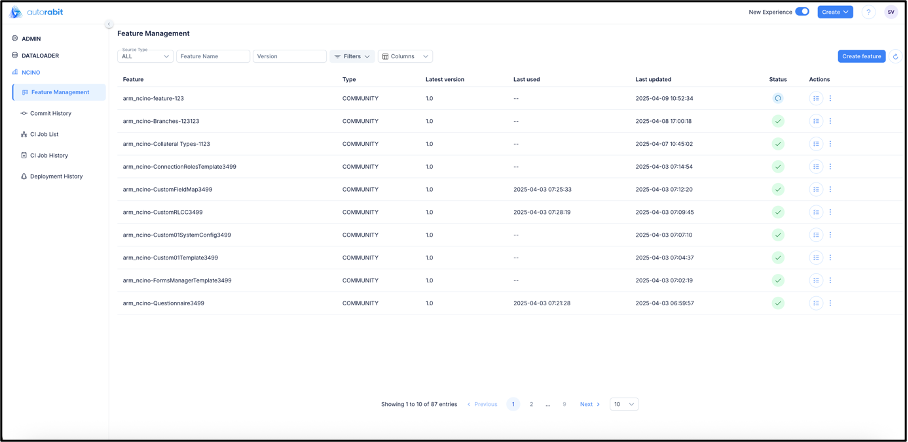 autorabit
New Experience Create ? SV
ADMIN
DATALOADER
NCINO
Feature Management
Commit History
CI Job List
CI Job History
Deployment History
Feature Management
Source Type
ALL Feature Name Version Filters Columns Create feature
Feature Type Latest version Last used Last updated Status Actions
arm_ncino-feature-123 COMMUNITY 1.0 -- 2025-04-09 10:52:34
arm_ncino-Branches-123123 COMMUNITY 1.0 -- 2025-04-08 17:00:18
arm_ncino-Collateral Types-1123 COMMUNITY 1.0 -- 2025-04-07 10:45:02
arm_ncino-ConnectionRolesTemplate3499 COMMUNITY 1.0 -- 2025-04-03 07:14:54
arm_ncino-CustomFieldMap3499 COMMUNITY 1.0 2025-04-03 07:25:33 2025-04-03 07:12:20
arm_ncino-CustomRLCC3499 COMMUNITY 1.0 2025-04-03 07:28:19 2025-04-03 07:09:45
arm_ncino-Custom01SystemConfig3499 COMMUNITY 1.0 -- 2025-04-03 07:07:10
arm_ncino-Custom01Template3499 COMMUNITY 1.0 -- 2025-04-03 07:04:37
arm_ncino-FormsManagerTemplate3499 COMMUNITY 1.0 -- 2025-04-03 07:02:19
arm_ncino-Questionnaire3499 COMMUNITY 1.0 2025-04-03 07:21:28 2025-04-03 06:59:57
Showing 1 to 10 of 87 entries Previous 1 2 ... 9 Next 10